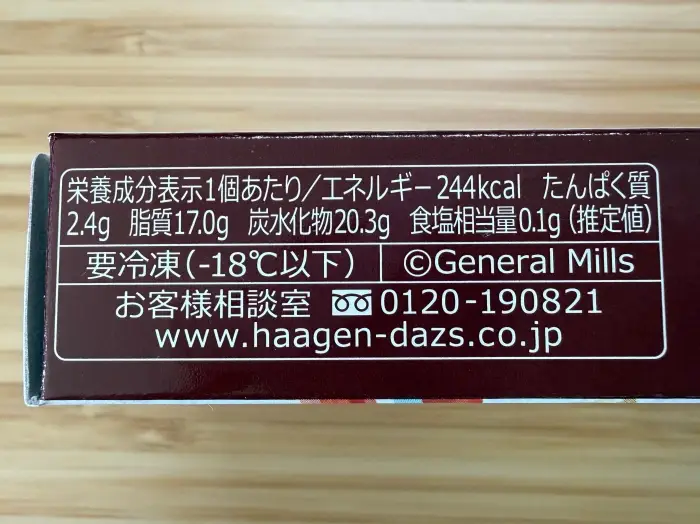 栄養成分表示1個あたり/エネルギー244kcal たんぱく質
2.4g 脂質17.0g 炭水化物20.3g 食塩相当量0.1g(推定値)
要冷凍(-18℃以下) ©General Mills
お客様相談室 0120-190821
www.haagen-dazs.co.jp